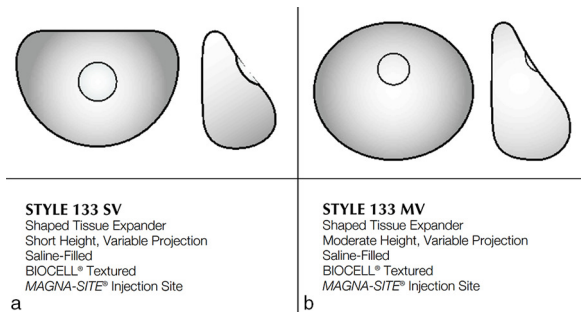 STYLE 133 SV
Shaped Tissue Expander
Short Height, Variable Projection
Saline-Filled
BIOCELL® Textured
MAGNA-SITE® Injection Site
a
STYLE 133 MV
Shaped Tissue Expander
Moderate Height, Variable Projection
Saline-Filled
BIOCELL® Textured
MAGNA-SITE® Injection Site
b